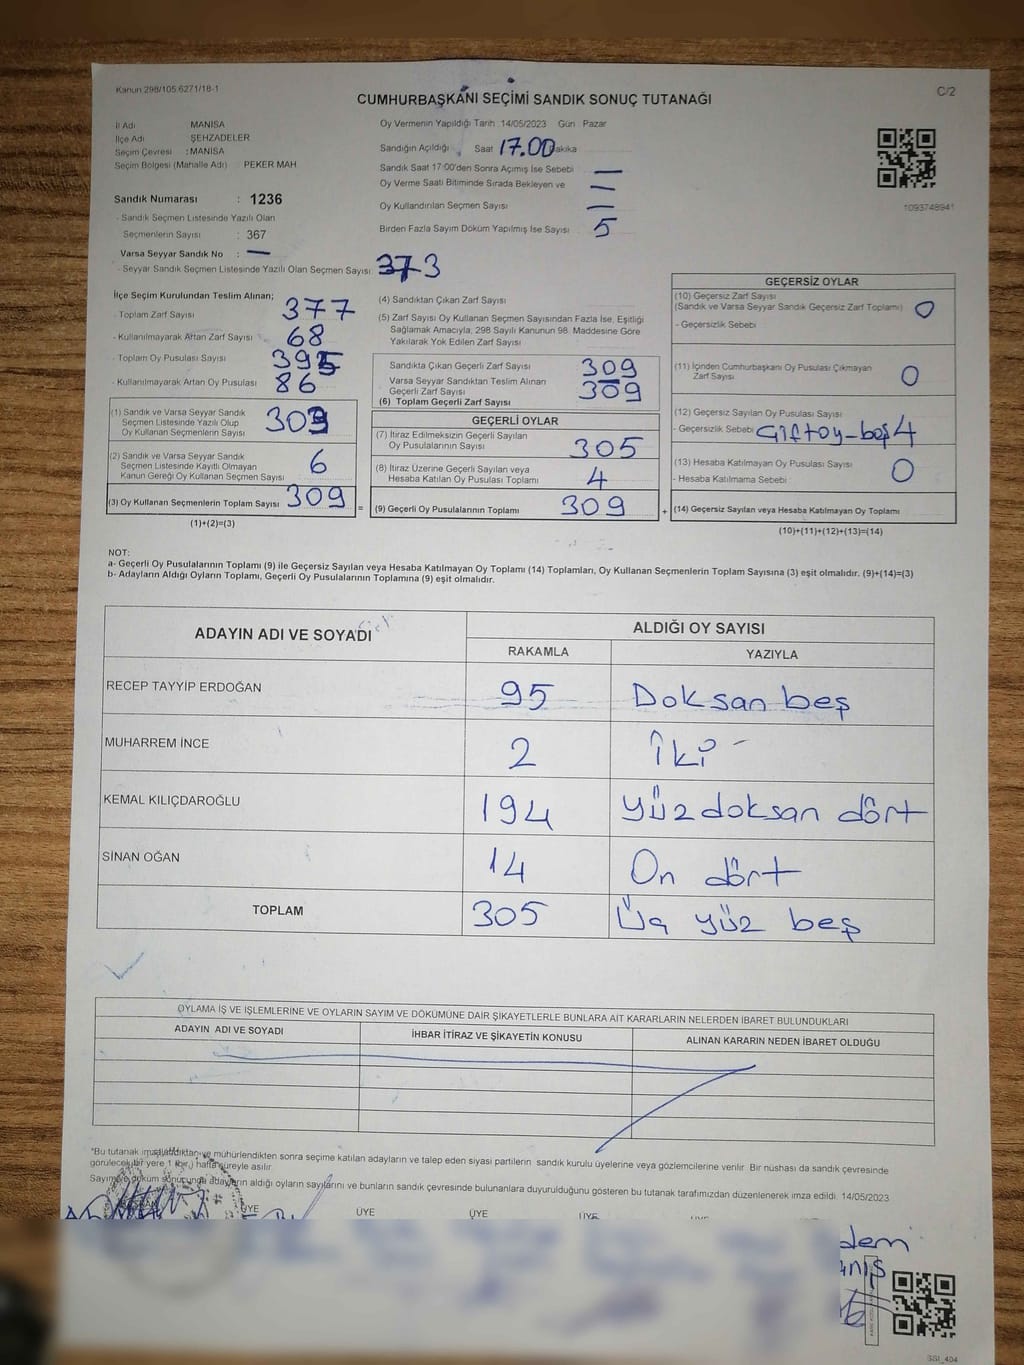 Kanun 298/105.6271/18-1
C/2
CUMHURBAŞKANI SEÇİMİ SANDIK SONUÇ TUTANAĞI
İl Adı MANİSA
İlçe Adı ŞEHZADELER
Seçim Çevresi : MANİSA
Seçim Bölgesi (Mahalle Adı) PEKER MAH
Sandık Numarası : 1236
- Sandık Seçmen Listesinde Yazılı Olan
Seçmenlerin Sayısı : 367
Varsa Seyyar Sandık No : —
- Seyyar Sandık Seçmen Listesinde Yazılı Olan Seçmen Sayısı: 373
Oy Vermenin Yapıldığı Tarih :14/05/2023 Gün Pazar
Sandığın Açıldığı Saat 17.00 Dakika
Sandık Saat 17:00'den Sonra Açımış İse Sebebi —
Oy Verme Saati Bitiminde Sırada Bekleyen ve —
Oy Kullandırılan Seçmen Sayısı —
Birden Fazla Sayım Döküm Yapılmış İse Sayısı 5
1093748941
İlçe Seçim Kurulundan Teslim Alınan;
- Toplam Zarf Sayısı 377
- Kullanılmayarak Artan Zarf Sayısı 68
- Toplam Oy Pusulası Sayısı 395
- Kullanılmayarak Artan Oy Pusulası 86
(1) Sandık ve Varsa Seyyar Sandık
Seçmen Listesinde Yazılı Olup
Oy Kullanan Seçmenlerin Sayısı 303
(2) Sandık ve Varsa Seyyar Sandık
Seçmen Listesinde Kayıtlı Olmayan
Kanun Gereği Oy Kullanan Seçmen Sayısı 6
(3) Oy Kullanan Seçmenlerin Toplam Sayısı 309 =
(1)+(2)=(3)
(4) Sandıktan Çıkan Zarf Sayısı
(5) Zarf Sayısı Oy Kullanan Seçmen Sayısından Fazla İse, Eşitliği
Sağlamak Amacıyla, 298 Sayılı Kanunun 98. Maddesine Göre
Yakılarak Yok Edilen Zarf Sayısı
Sandıkta Çıkan Geçerli Zarf Sayısı 309
Varsa Seyyar Sandıktan Teslim Alınan
Geçerli Zarf Sayısı
(6) Toplam Geçerli Zarf Sayısı 309
GEÇERLİ OYLAR
(7) İtiraz Edilmeksizin Geçerli Sayılan
Oy Pusulalarının Sayısı 305
(8) İtiraz Üzerine Geçerli Sayılan veya
Hesaba Katılan Oy Pusulası Toplamı 4
(9) Geçerli Oy Pusulalarının Toplamı 309 +
GEÇERSİZ OYLAR
(10) Geçersiz Zarf Sayısı
(Sandık ve Varsa Seyyar Sandık Geçersiz Zarf Toplamı) 0
- Geçersizlik Sebebi
(11) İçinden Cumhurbaşkanı Oy Pusulası Çıkmayan
Zarf Sayısı 0
(12) Geçersiz Sayılan Oy Pusulası Sayısı
- Geçersizlik Sebebi Çift oy-beş 4
(13) Hesaba Katılmayan Oy Pusulası Sayısı 0
- Hesaba Katılmama Sebebi :
(14) Geçersiz Sayılan veya Hesaba Katılmayan Oy Toplamı
(10)+(11)+(12)+(13)=(14)
NOT:
a- Geçerli Oy Pusulalarının Toplamı (9) ile Geçersiz Sayılan veya Hesaba Katılmayan Oy Toplamı (14) Toplamları, Oy Kullanan Seçmenlerin Toplam Sayısına (3) eşit olmalıdır. (9)+(14)=(3)
b- Adayların Aldığı Oyların Toplamı, Geçerli Oy Pusulalarının Toplamına (9) eşit olmalıdır.
ADAYIN ADI VE SOYADI
ALDIĞI OY SAYISI
RAKAMLA YAZIYLA
RECEP TAYYİP ERDOĞAN 95 Doksan beş
MUHARREM İNCE 2 İki
KEMAL KILIÇDAROĞLU 194 yüz doksan dört
SİNAN OĞAN 14 On dört
TOPLAM 305 Üç yüz beş
OYLAMA İŞ VE İŞLEMLERİNE VE OYLARIN SAYIM VE DÖKÜMÜNE DAİR ŞİKAYETLERLE BUNLARA AİT KARARLARIN NELERDEN İBARET BULUNDUKLARI
ADAYIN ADI VE SOYADI İHBAR İTİRAZ VE ŞİKAYETİN KONUSU ALINAN KARARIN NEDEN İBARET OLDUĞU
*Bu tutanak imzalandıktan ve mühürlendikten sonra seçime katılan adayların ve talep eden siyasi partilerin sandık kurulu üyelerine veya gözlemcilerine verilir. Bir nüshası da sandık çevresinde
görülecek bir yere 1 (bir) hafta süreyle asılır.
Sayım ve döküm sonucunda adayların aldığı oyların sayılarını ve bunların sandık çevresinde bulunanlara duyurulduğunu gösteren bu tutanak tarafımızdan düzenlenerek imza edildi. 14/05/2023
ÜYE ÜYE ÜYE ÜYE
dem